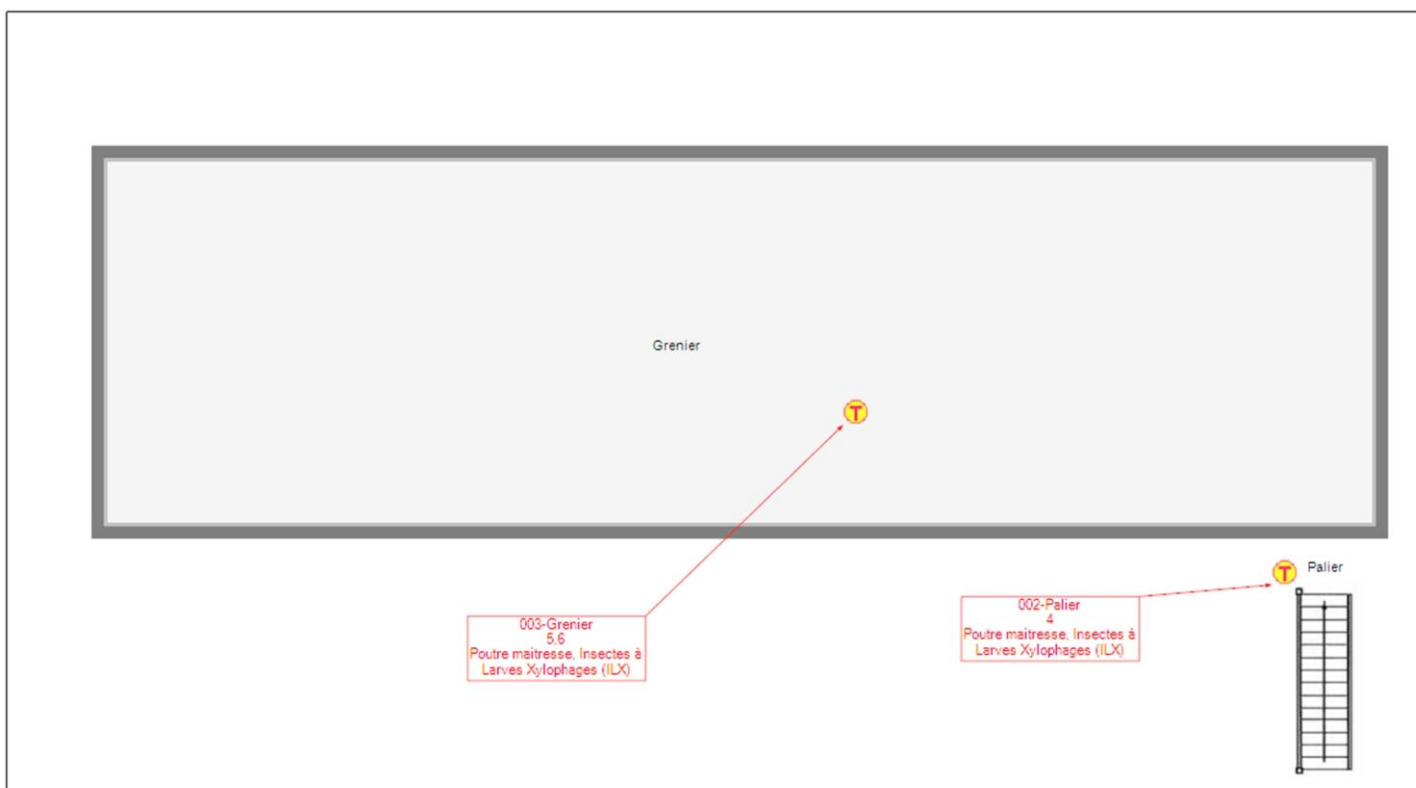 Grenier
T
T
Palier
003-Grenier
5,6
Poutre maitresse, Insectes à
Larves Xylophages (ILX)
002-Palier
4
Poutre maitresse, Insectes à
Larves Xylophages (ILX)